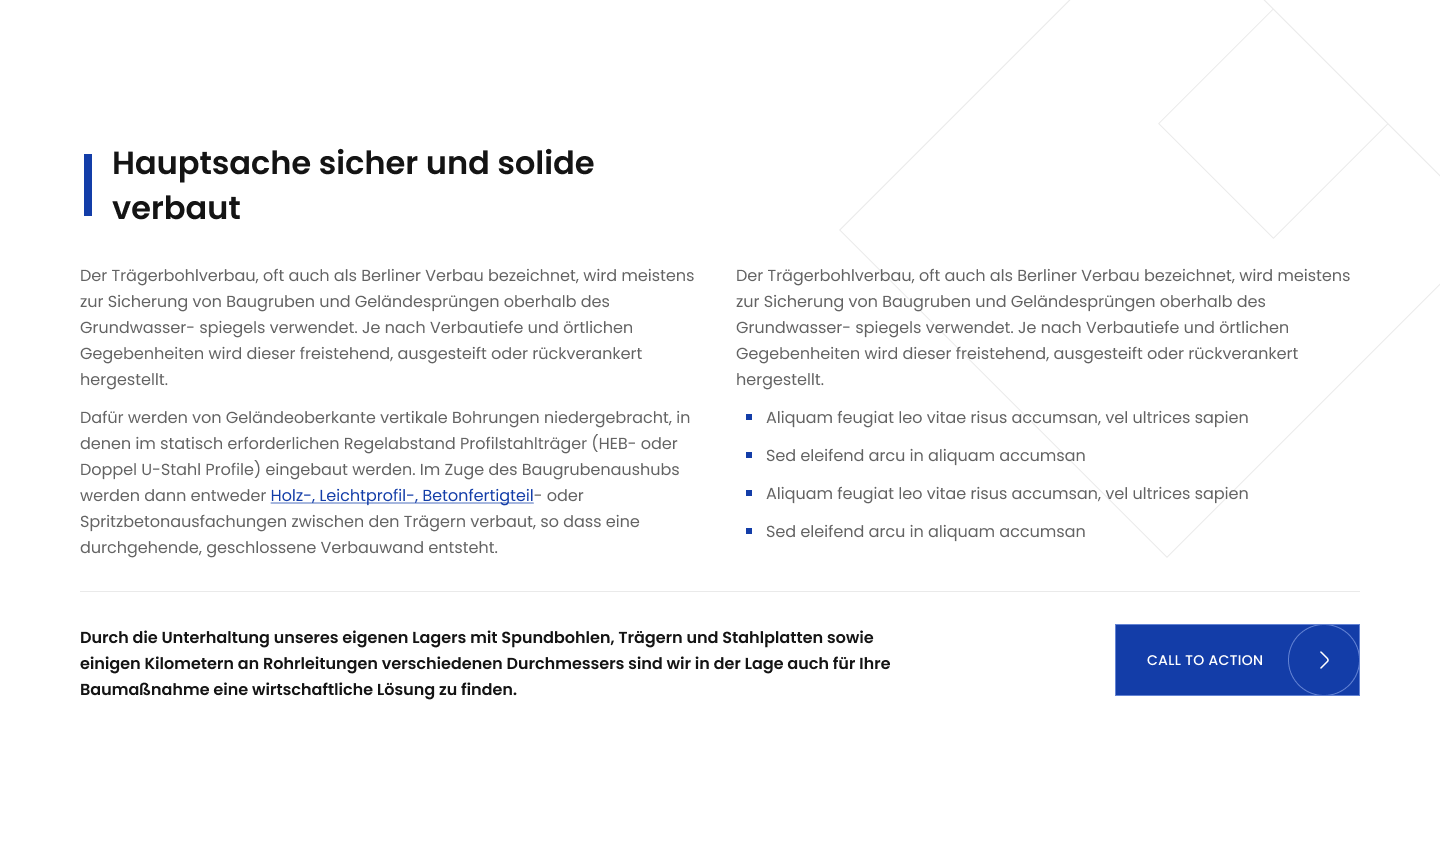 Hauptsache sicher und solide
verbaut
Der Trägerbohlverbau, oft auch als Berliner Verbau bezeichnet, wird meistens
zur Sicherung von Baugruben und Geländesprüngen oberhalb des
Grundwasser- spiegels verwendet. Je nach Verbautiefe und örtlichen
Gegebenheiten wird dieser freistehend, ausgesteift oder rückverankert
hergestellt.
Dafür werden von Geländeoberkante vertikale Bohrungen niedergebracht, in
denen im statisch erforderlichen Regelabstand Profilstahlträger (HEB- oder
Doppel U-Stahl Profile) eingebaut werden. Im Zuge des Baugrubenaushubs
werden dann entweder Holz-, Leichtprofil-, Betonfertigteil- oder
Spritzbetonausfachungen zwischen den Trägern verbaut, so dass eine
durchgehende, geschlossene Verbauwand entsteht.
Der Trägerbohlverbau, oft auch als Berliner Verbau bezeichnet, wird meistens
zur Sicherung von Baugruben und Geländesprüngen oberhalb des
Grundwasser- spiegels verwendet. Je nach Verbautiefe und örtlichen
Gegebenheiten wird dieser freistehend, ausgesteift oder rückverankert
hergestellt.
Aliquam feugiat leo vitae risus accumsan, vel ultrices sapien
Sed eleifend arcu in aliquam accumsan
Aliquam feugiat leo vitae risus accumsan, vel ultrices sapien
Sed eleifend arcu in aliquam accumsan
Durch die Unterhaltung unseres eigenen Lagers mit Spundbohlen, Trägern und Stahlplatten sowie
einigen Kilometern an Rohrleitungen verschiedenen Durchmessers sind wir in der Lage auch für Ihre
Baumaßnahme eine wirtschaftliche Lösung zu finden.
CALL TO ACTION